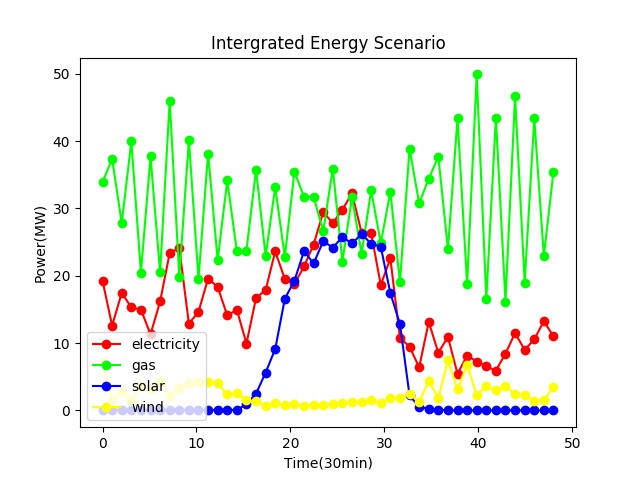 Intergrated Energy Scenario
Power(MW)
50
40
30
20
10
0
electricity
gas
solar
wind
0 10 20 30 40 50
Time(30min)